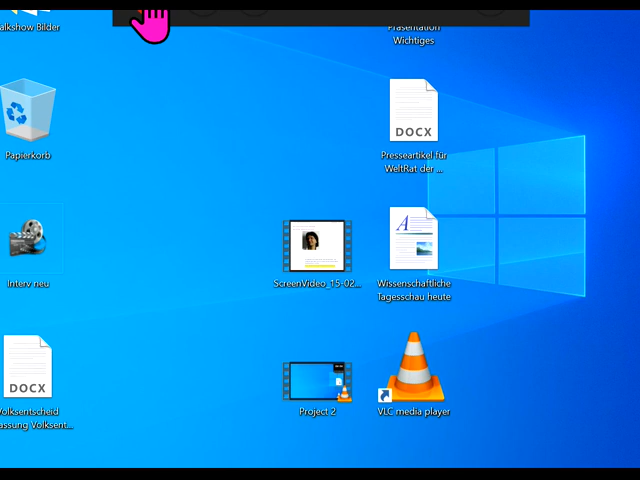 alkshow Bilder
Präsentation
Wichtiges
Papierkorb
DOCX
Presseartikel für
WeltRat der ...
Interv neu
ScreenVideo_15-02...
A
Wissenschaftliche
Tagesschau heute
DOCX
Volksentscheid
assung Volksent...
Project 2
VLC media player